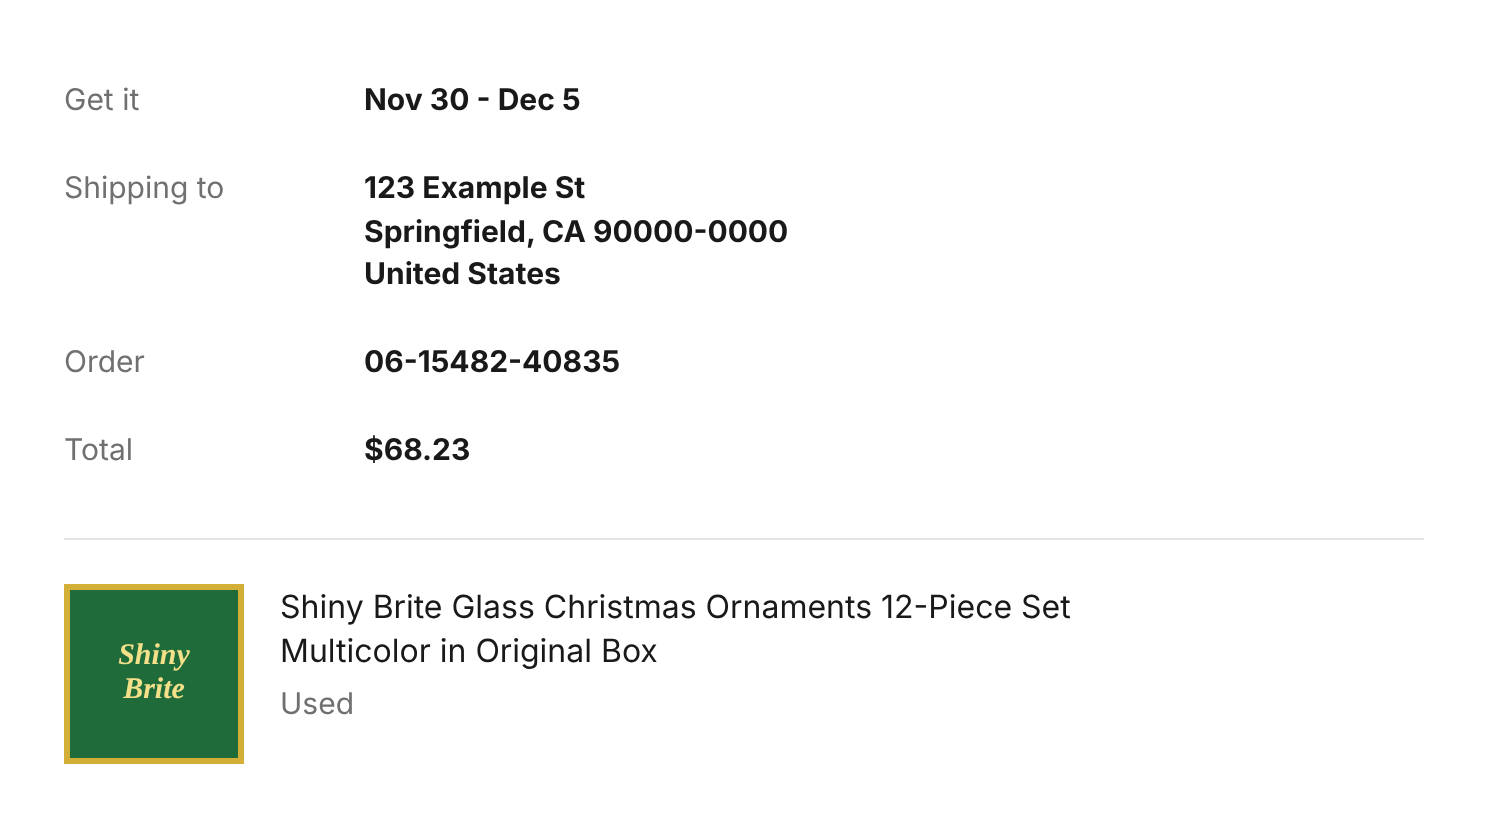 Get it
Nov 30 - Dec 5
Shipping to
123 Example St
Springfield, CA 90000-0000
United States
Order
06-15482-40835
Total
$68.23
Shiny
Brite
Shiny Brite Glass Christmas Ornaments 12-Piece Set
Multicolor in Original Box
Used